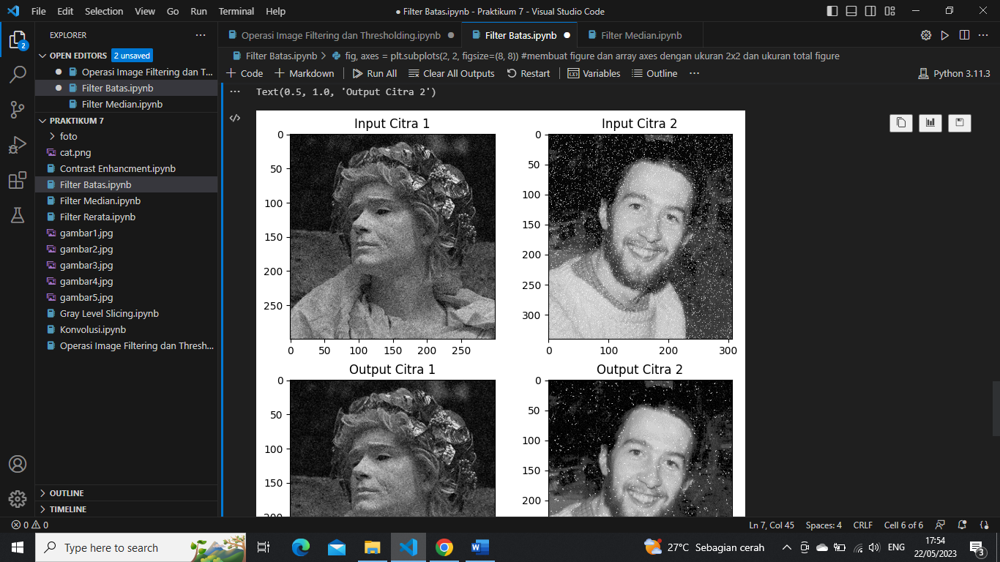 File Edit Selection View Go Run Terminal Help
● Filter Batas.ipynb - Praktikum 7 - Visual Studio Code
EXPLORER
OPEN EDITORS 2 unsaved
Operasi Image Filtering dan T...
Filter Batas.ipynb
Filter Median.ipynb
PRAKTIKUM 7
foto
cat.png
Contrast Enhancment.ipynb
Filter Batas.ipynb
Filter Median.ipynb
Filter Rerata.ipynb
gambar1.jpg
gambar2.jpg
gambar3.jpg
gambar4.jpg
gambar5.jpg
Gray Level Slicing.ipynb
Konvolusi.ipynb
Operasi Image Filtering dan Thresh...
OUTLINE
TIMELINE
2
Operasi Image Filtering dan Thresholding.ipynb
Filter Batas.ipynb
Filter Median.ipynb
Filter Batas.ipynb > fig, axes = plt.subplots(2, 2, figsize=(8, 8)) #membuat figure dan array axes dengan ukuran 2x2 dan ukuran total figure
+ Code + Markdown Run All Clear All Outputs Restart Variables Outline ... Python 3.11.3
... Text(0.5, 1.0, 'Output Citra 2')
Input Citra 1
0
50
100
150
200
250
0 50 100 150 200 250
Input Citra 2
0
50
100
150
200
250
300
0 100 200 300
Output Citra 1
0
50
100
150
200
Output Citra 2
0
50
100
150
200
0 0
Ln 7, Col 45 Spaces: 4 CRLF Cell 6 of 6
Type here to search
27°C Sebagian cerah
ENG
17:54
22/05/2023
3